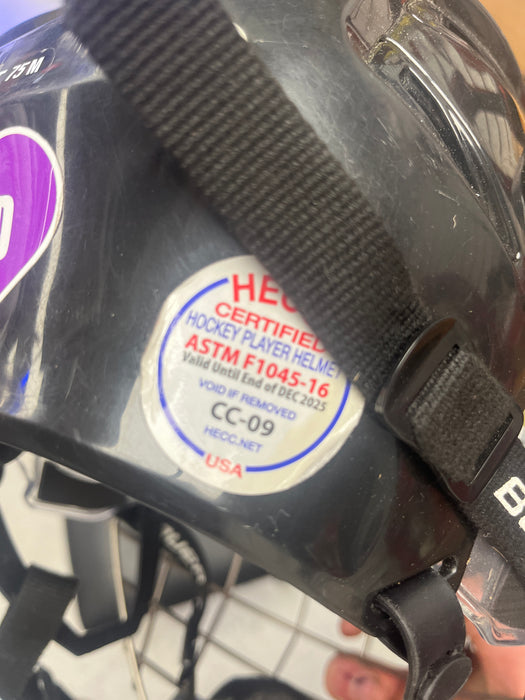 75 M
HECC
CERTIFIED
HOCKEY PLAYER HELMET
ASTM F1045-16
Valid Until End of DEC 2025
VOID IF REMOVED
CC-09
HECC.NET
USA